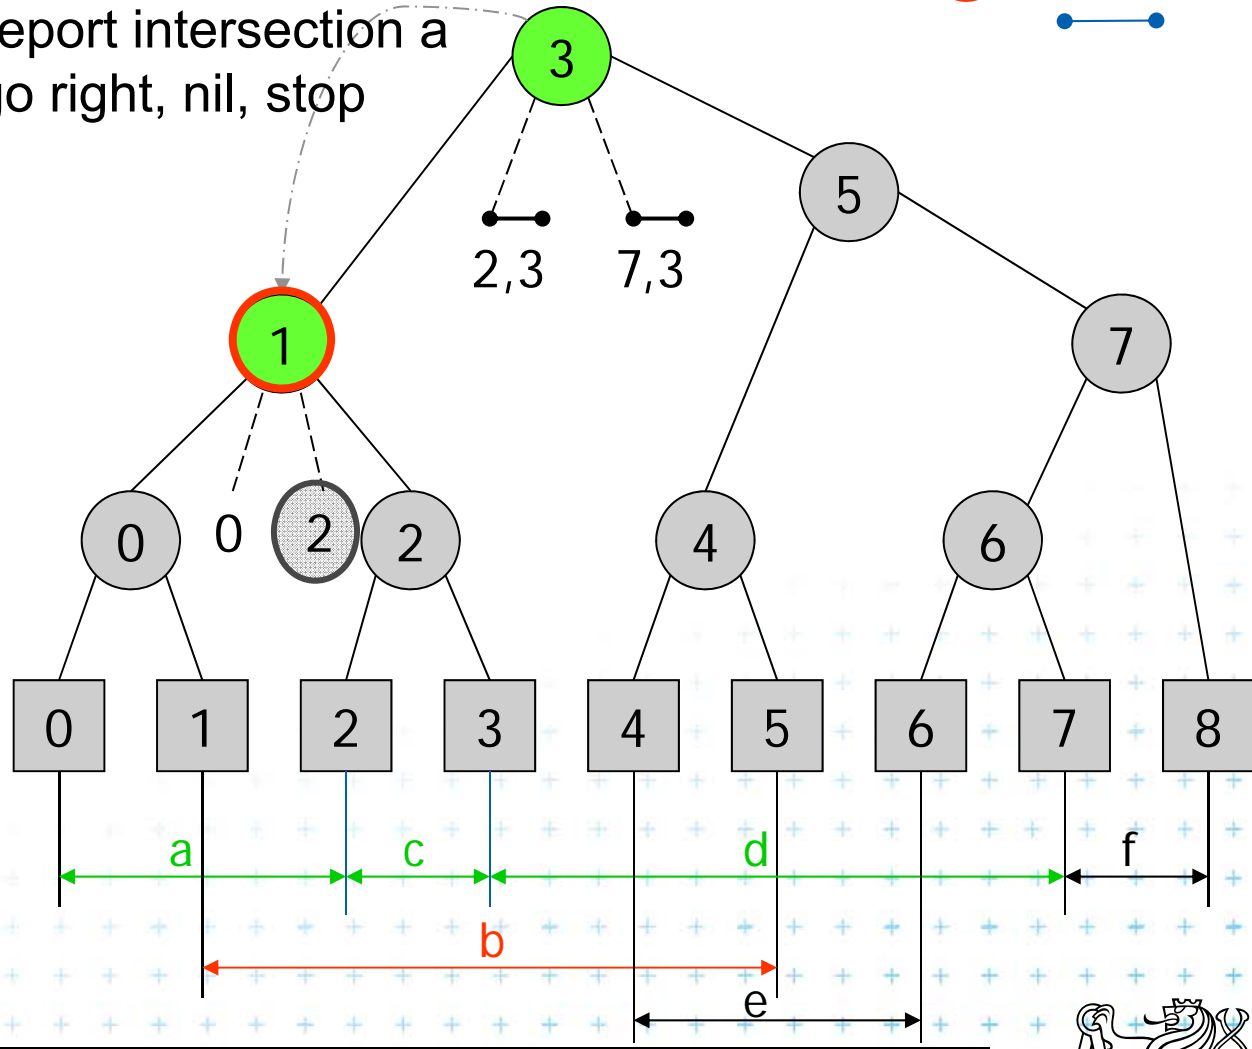 eport intersection a
go right, nil, stop
3
5
2,3 7,3
1
7
0 0 2 2 4 6
0 1 2 3 4 5 6 7 8
a c d f
b
e